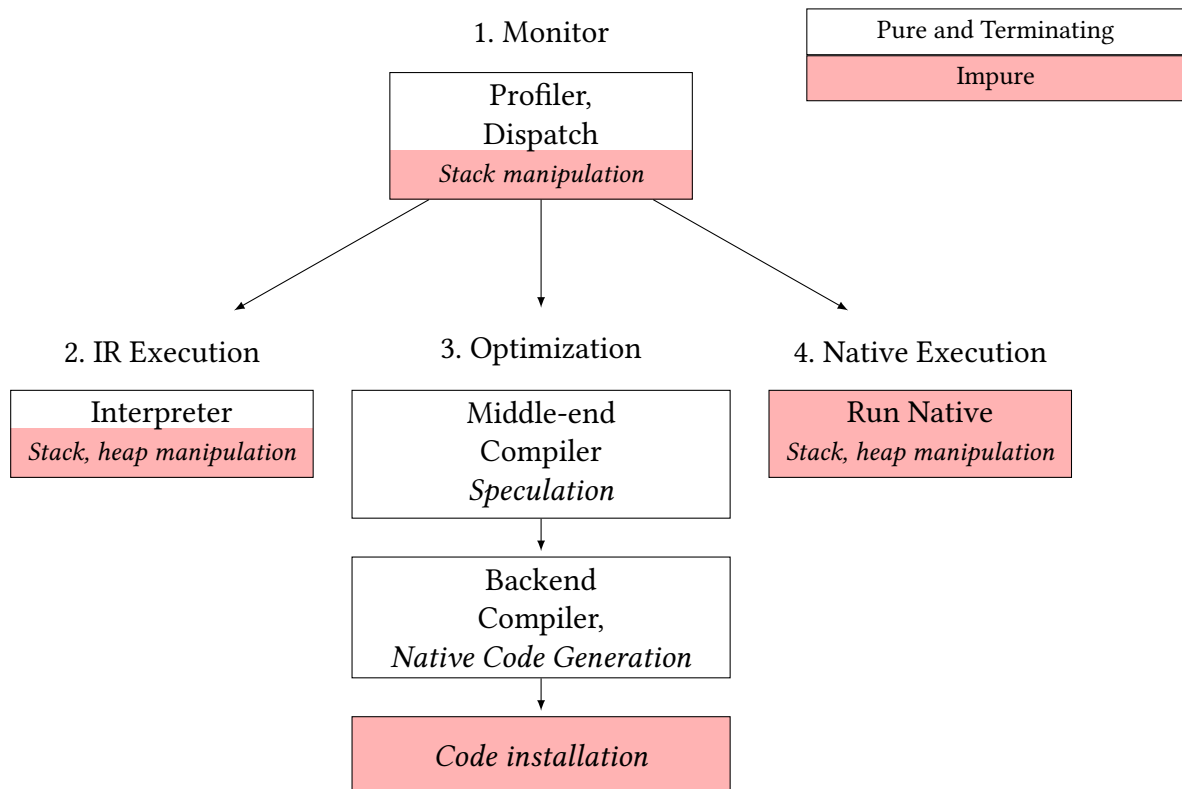 1. Monitor
Pure and Terminating
Impure
Profiler,
Dispatch
Stack manipulation
2. IR Execution
3. Optimization
4. Native Execution
Interpreter
Stack, heap manipulation
Middle-end
Compiler
Speculation
Run Native
Stack, heap manipulation
Backend
Compiler,
Native Code Generation
Code installation